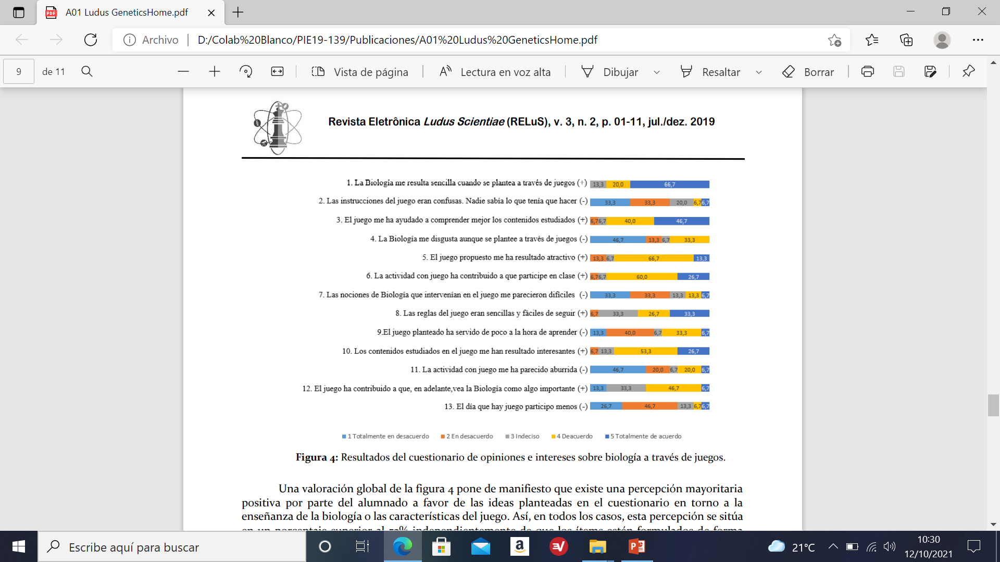 A01 Ludus GeneticsHome.pdf
Archivo | D:/Colab%20Blanco/PIE19-139/Publicaciones/A01%20Ludus%20GeneticsHome.pdf
9 de 11 Vista de página Lectura en voz alta Dibujar Resaltar Borrar
Revista Eletrônica Ludus Scientiae (RELuS), v. 3, n. 2, p. 01-11, jul./dez. 2019
1. La Biología me resulta sencilla cuando se plantea a través de juegos (+) 13,3 20,0 66,7
2. Las instrucciones del juego eran confusas. Nadie sabía lo que tenía que hacer (-) 33,3 33,3 20,0 6,7 6,7
3. El juego me ha ayudado a comprender mejor los contenidos estudiados (+) 6,7 6,7 40,0 46,7
4. La Biología me disgusta aunque se plantee a través de juegos (-) 46,7 13,3 6,7 33,3
5. El juego propuesto me ha resultado atractivo (+) 13,3 6,7 66,7 13,3
6. La actividad con juego ha contribuido a que participe en clase (+) 6,7 6,7 60,0 26,7
7. Las nociones de Biología que intervenían en el juego me parecieron difíciles (-) 33,3 33,3 13,3 13,3 6,7
8. Las reglas del juego eran sencillas y fáciles de seguir (+) 6,7 33,3 26,7 33,3
9.El juego planteado ha servido de poco a la hora de aprender (-) 13,3 40,0 6,7 33,3 6,7
10. Los contenidos estudiados en el juego me han resultado interesantes (+) 6,7 13,3 53,3 26,7
11. La actividad con juego me ha parecido aburrida (-) 46,7 20,0 6,7 20,0 6,7
12. El juego ha contribuido a que, en adelante,vea la Biología como algo importante (+) 13,3 33,3 46,7 6,7
13. El día que hay juego participo menos (-) 26,7 46,7 13,3 6,7 6,7
1 Totalmente en desacuerdo 2 En desacuerdo 3 Indeciso 4 Deacuerdo 5 Totalmente de acuerdo
Figura 4: Resultados del cuestionario de opiniones e intereses sobre biología a través de juegos.
Una valoración global de la figura 4 pone de manifiesto que existe una percepción mayoritaria
positiva por parte del alumnado a favor de las ideas planteadas en el cuestionario en torno a la
enseñanza de la biología o las características del juego. Así, en todos los casos, esta percepción se sitúa
en un porcentaje superior al 53% independientemente de que los ítems estén formulados de forma
Escribe aquí para buscar
21°C
10:30
12/10/2021